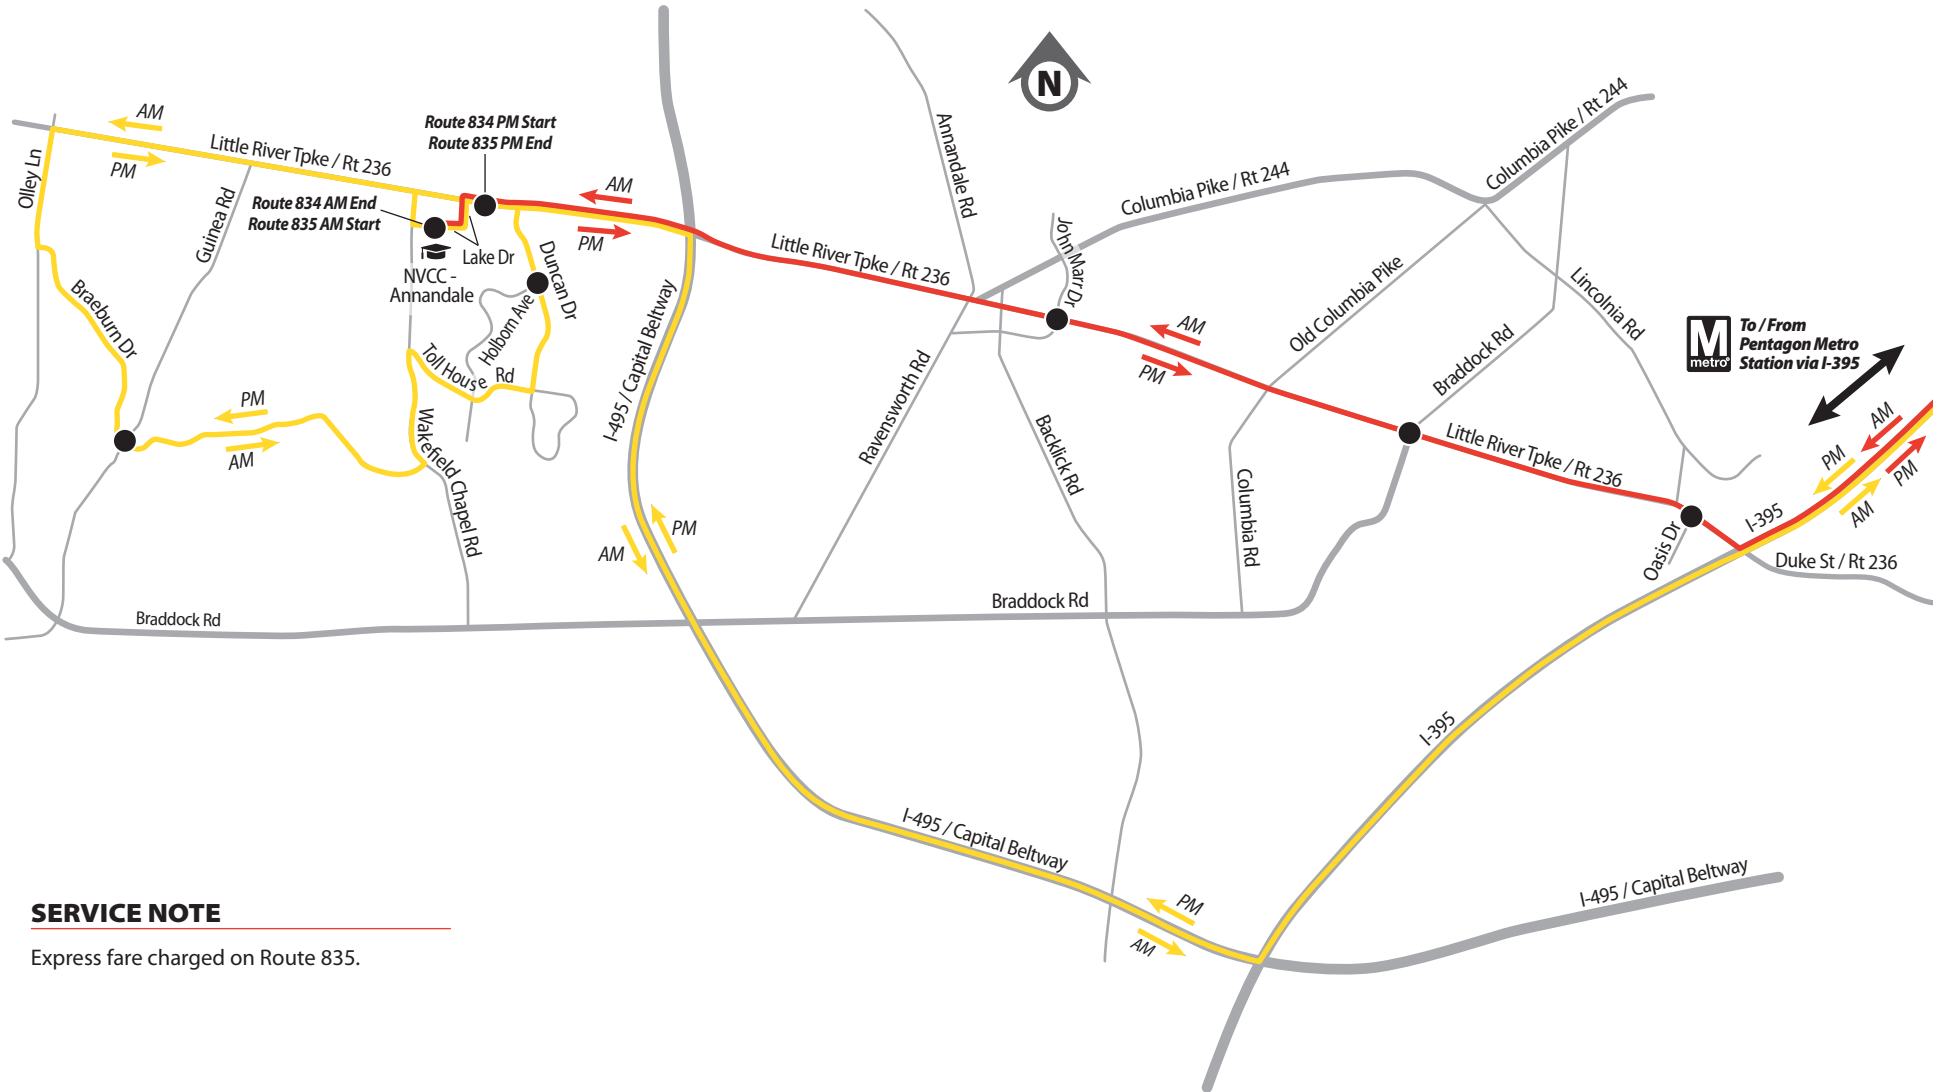 N
AM
PM
Olley Ln
Little River Tpke / Rt 236
Guinea Rd
Route 834 PM Start
Route 835 PM End
Route 834 AM End
Route 835 AM Start
AM
PM
Lake Dr
NVCC -
Annandale
Duncan Dr
Holborn Ave
Toll House Rd
Braeburn Dr
PM
AM
Wakefield Chapel Rd
I-495 / Capital Beltway
AM
PM
Annandale Rd
Columbia Pike / Rt 244
Columbia Pike / Rt 244
John Marr Dr
Little River Tpke / Rt 236
AM
PM
Old Columbia Pike
Braddock Rd
Lincolnia Rd
M
metro
To / From
Pentagon Metro
Station via I-395
Ravensworth Rd
Backlick Rd
Columbia Rd
Little River Tpke / Rt 236
AM
PM
PM
AM
I-395
Oasis Dr
Duke St / Rt 236
Braddock Rd
Braddock Rd
I-395
I-495 / Capital Beltway
PM
AM
I-495 / Capital Beltway
SERVICE NOTE
Express fare charged on Route 835.